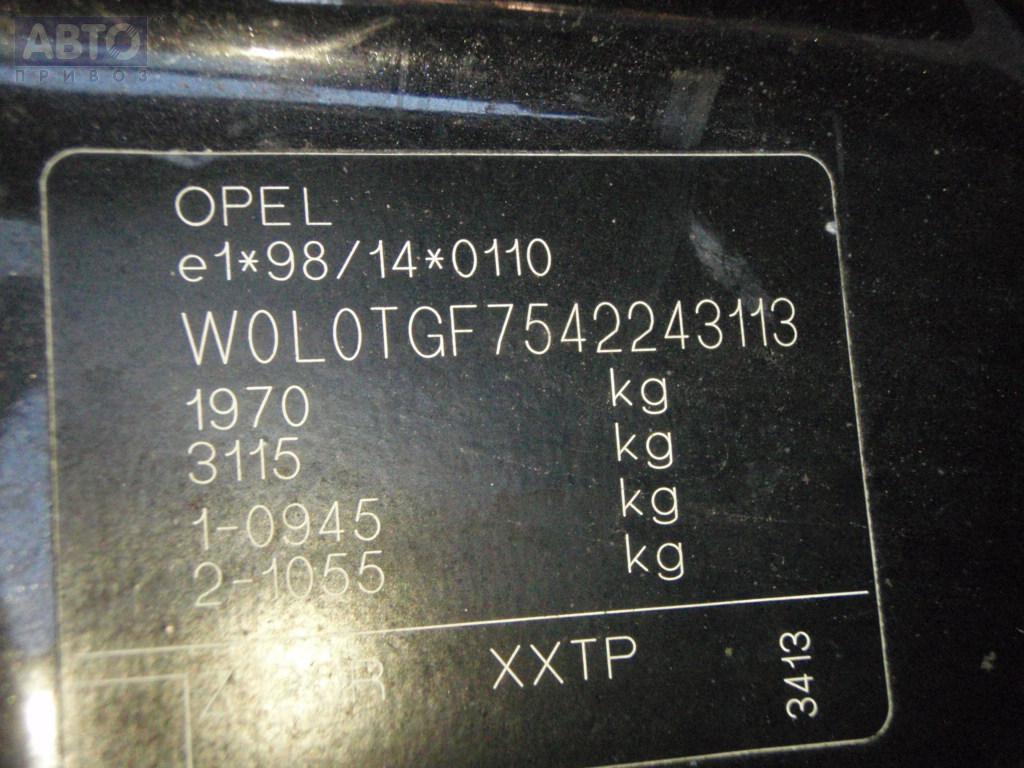 АВТО
ПРИВОЗ
OPEL
e1*98/14*0110
W0L0TGF7542243113
1970 kg
3115 kg
1-0945 kg
2-1055 kg
XXTP
3413